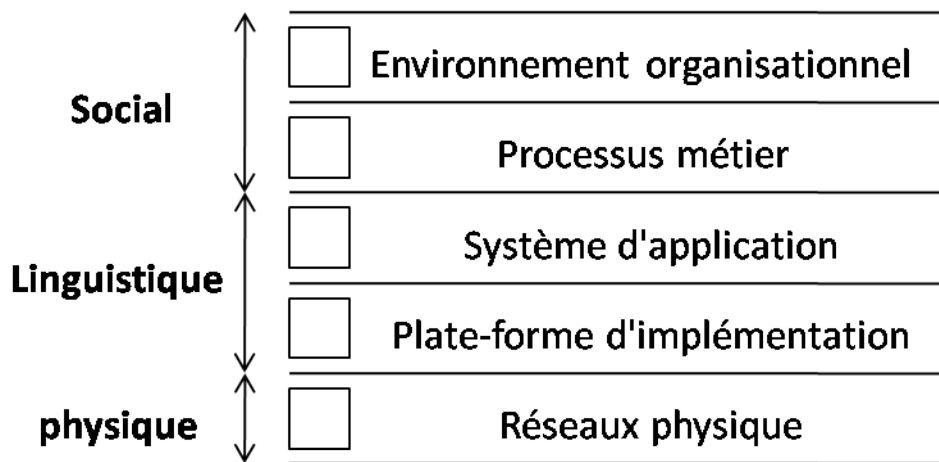 Environnement organisationnel
Social
Processus métier
Système d'application
Linguistique
Plate-forme d'implémentation
physique
Réseaux physique